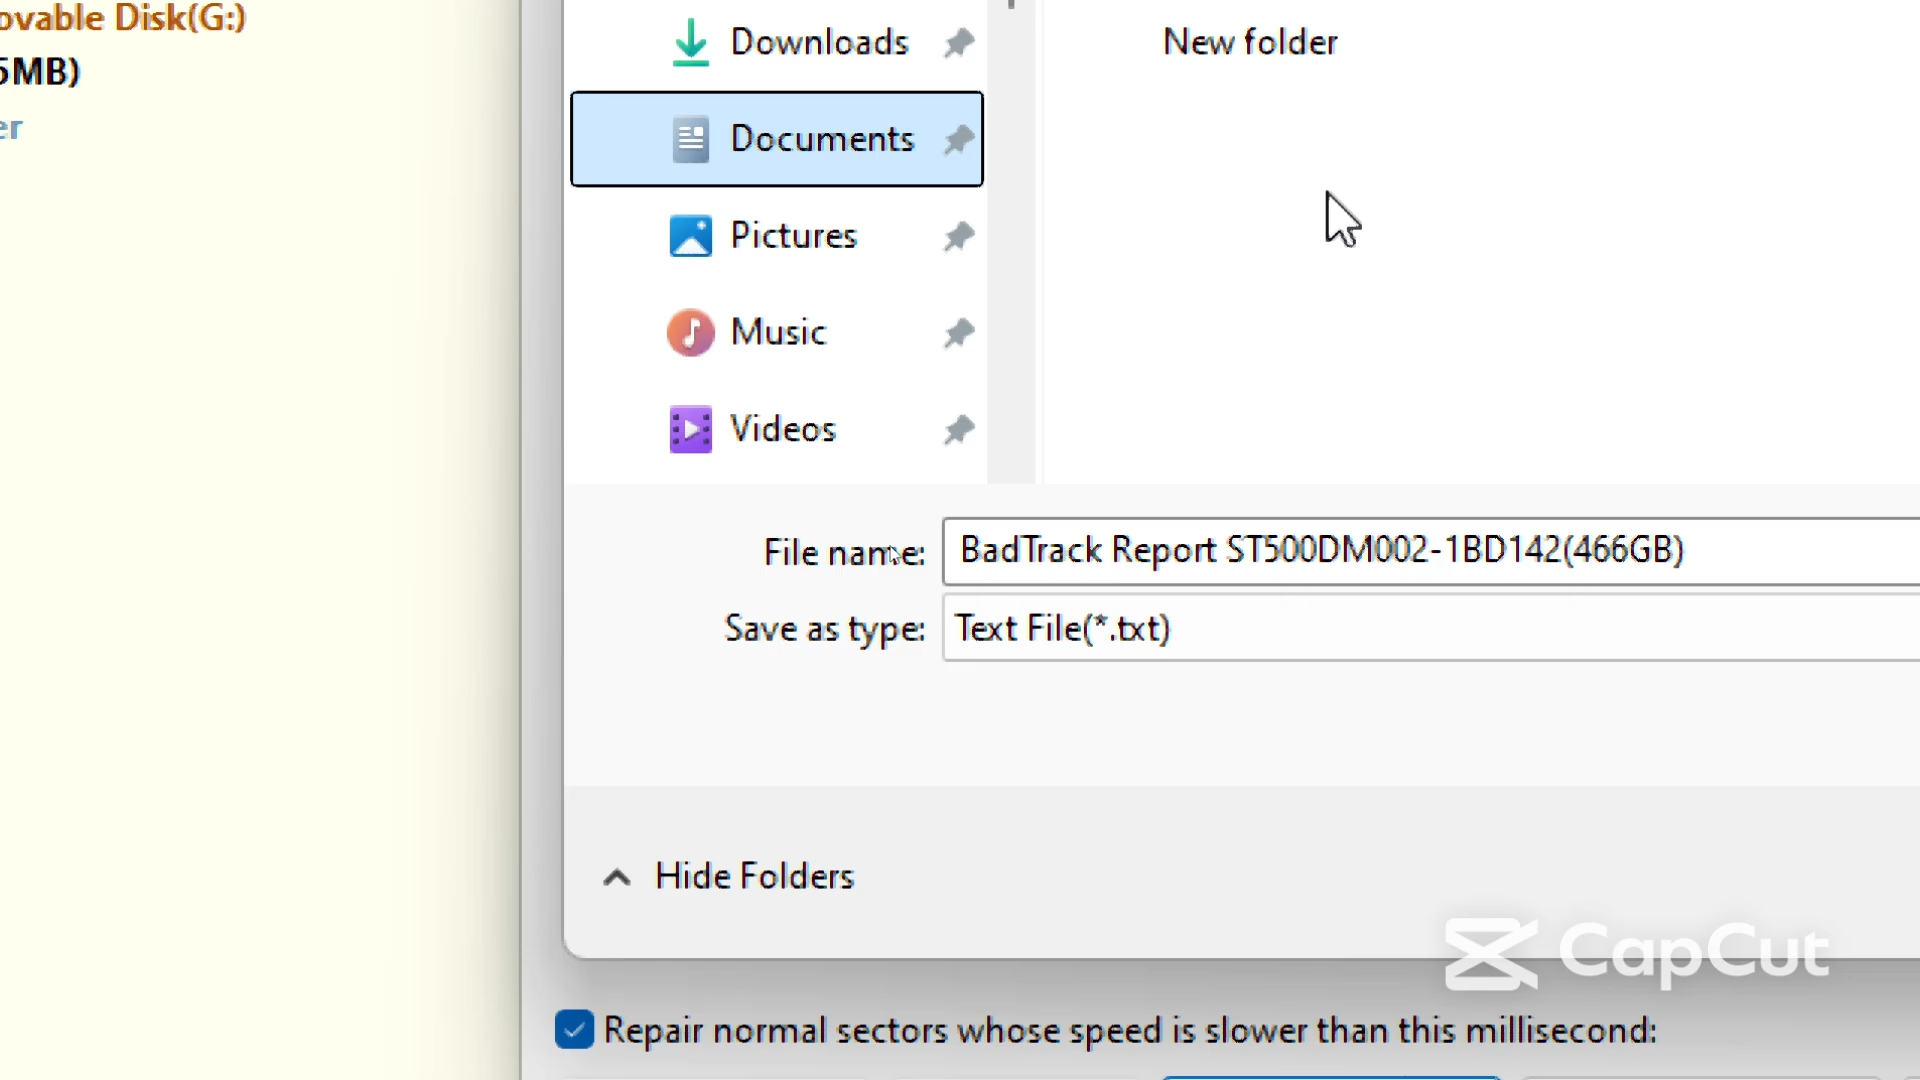 ovable Disk(G:)
5MB)
er
Downloads
Documents
Pictures
Music
Videos
New folder
File name: BadTrack Report ST500DM002-1BD142(466GB)
Save as type: Text File(*.txt)
Hide Folders
CapCut
Repair normal sectors whose speed is slower than this millisecond: